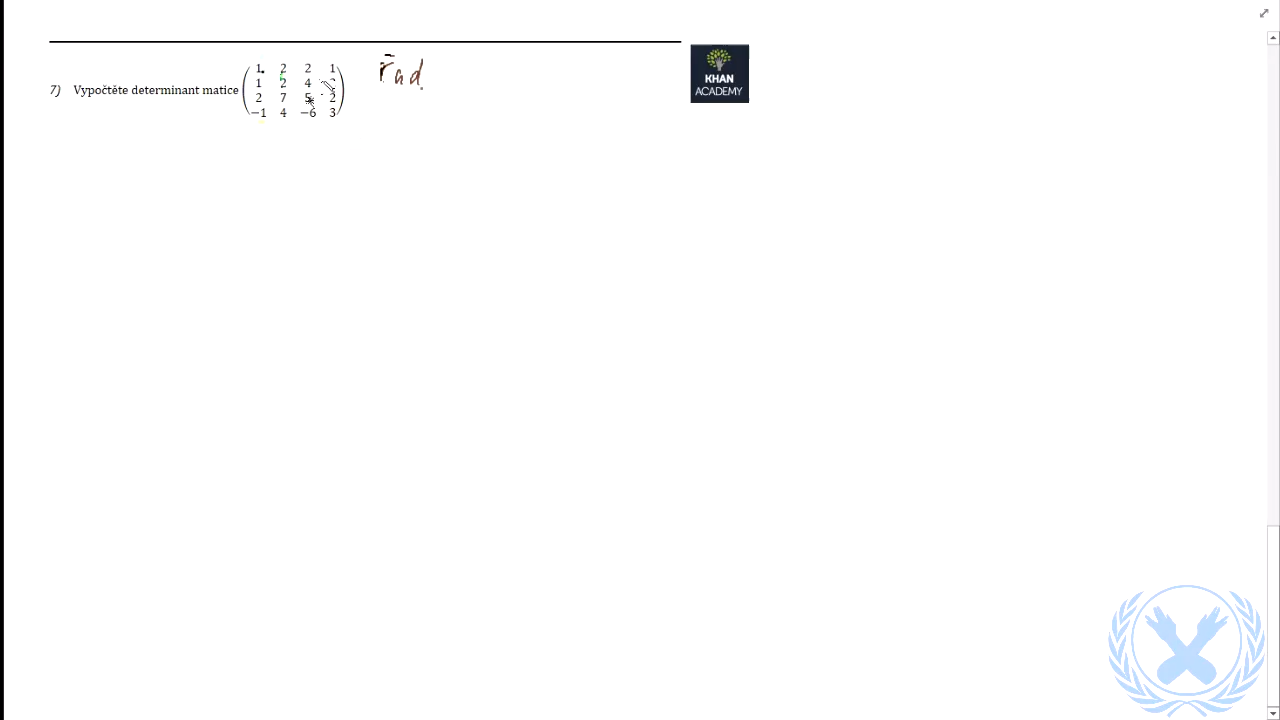 7) Vypočtěte determinant matice
1 2 2 1
1 2 4
2 7 5 2
−1 4 −6 3
řad
KHAN
ACADEMY